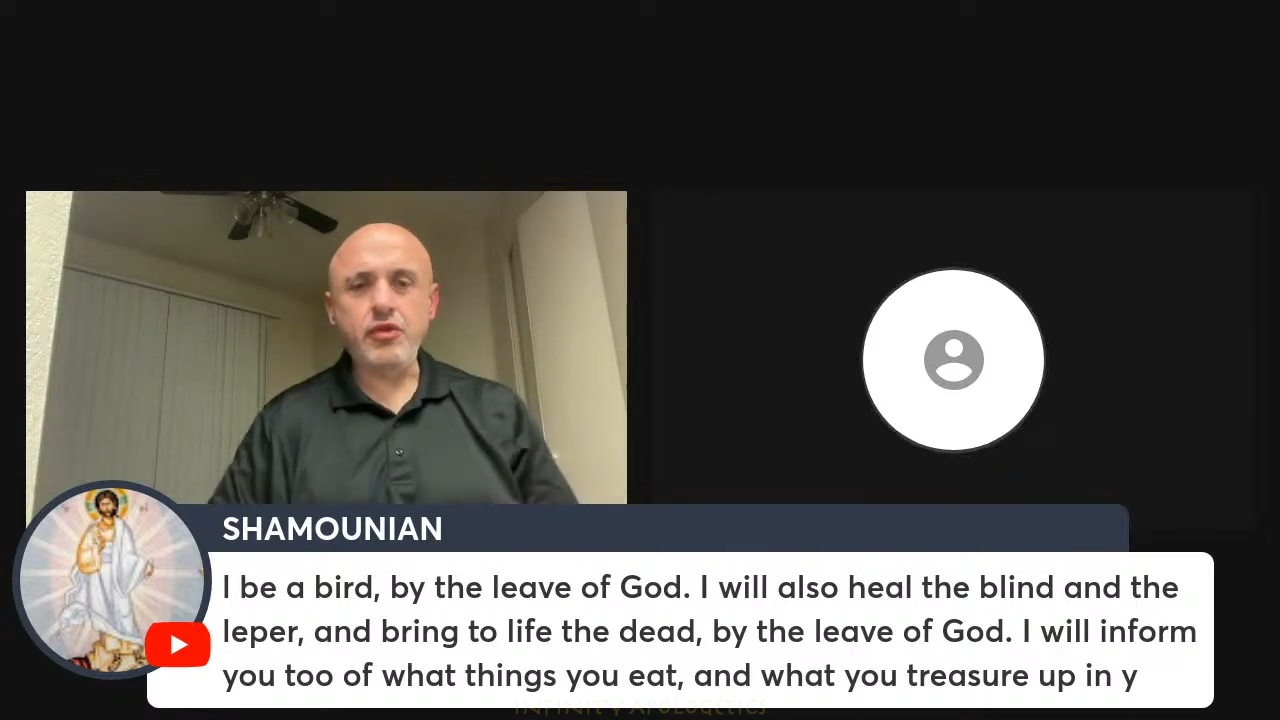 SHAMOUNIAN
I be a bird, by the leave of God. I will also heal the blind and the
leper, and bring to life the dead, by the leave of God. I will inform
you too of what things you eat, and what you treasure up in y